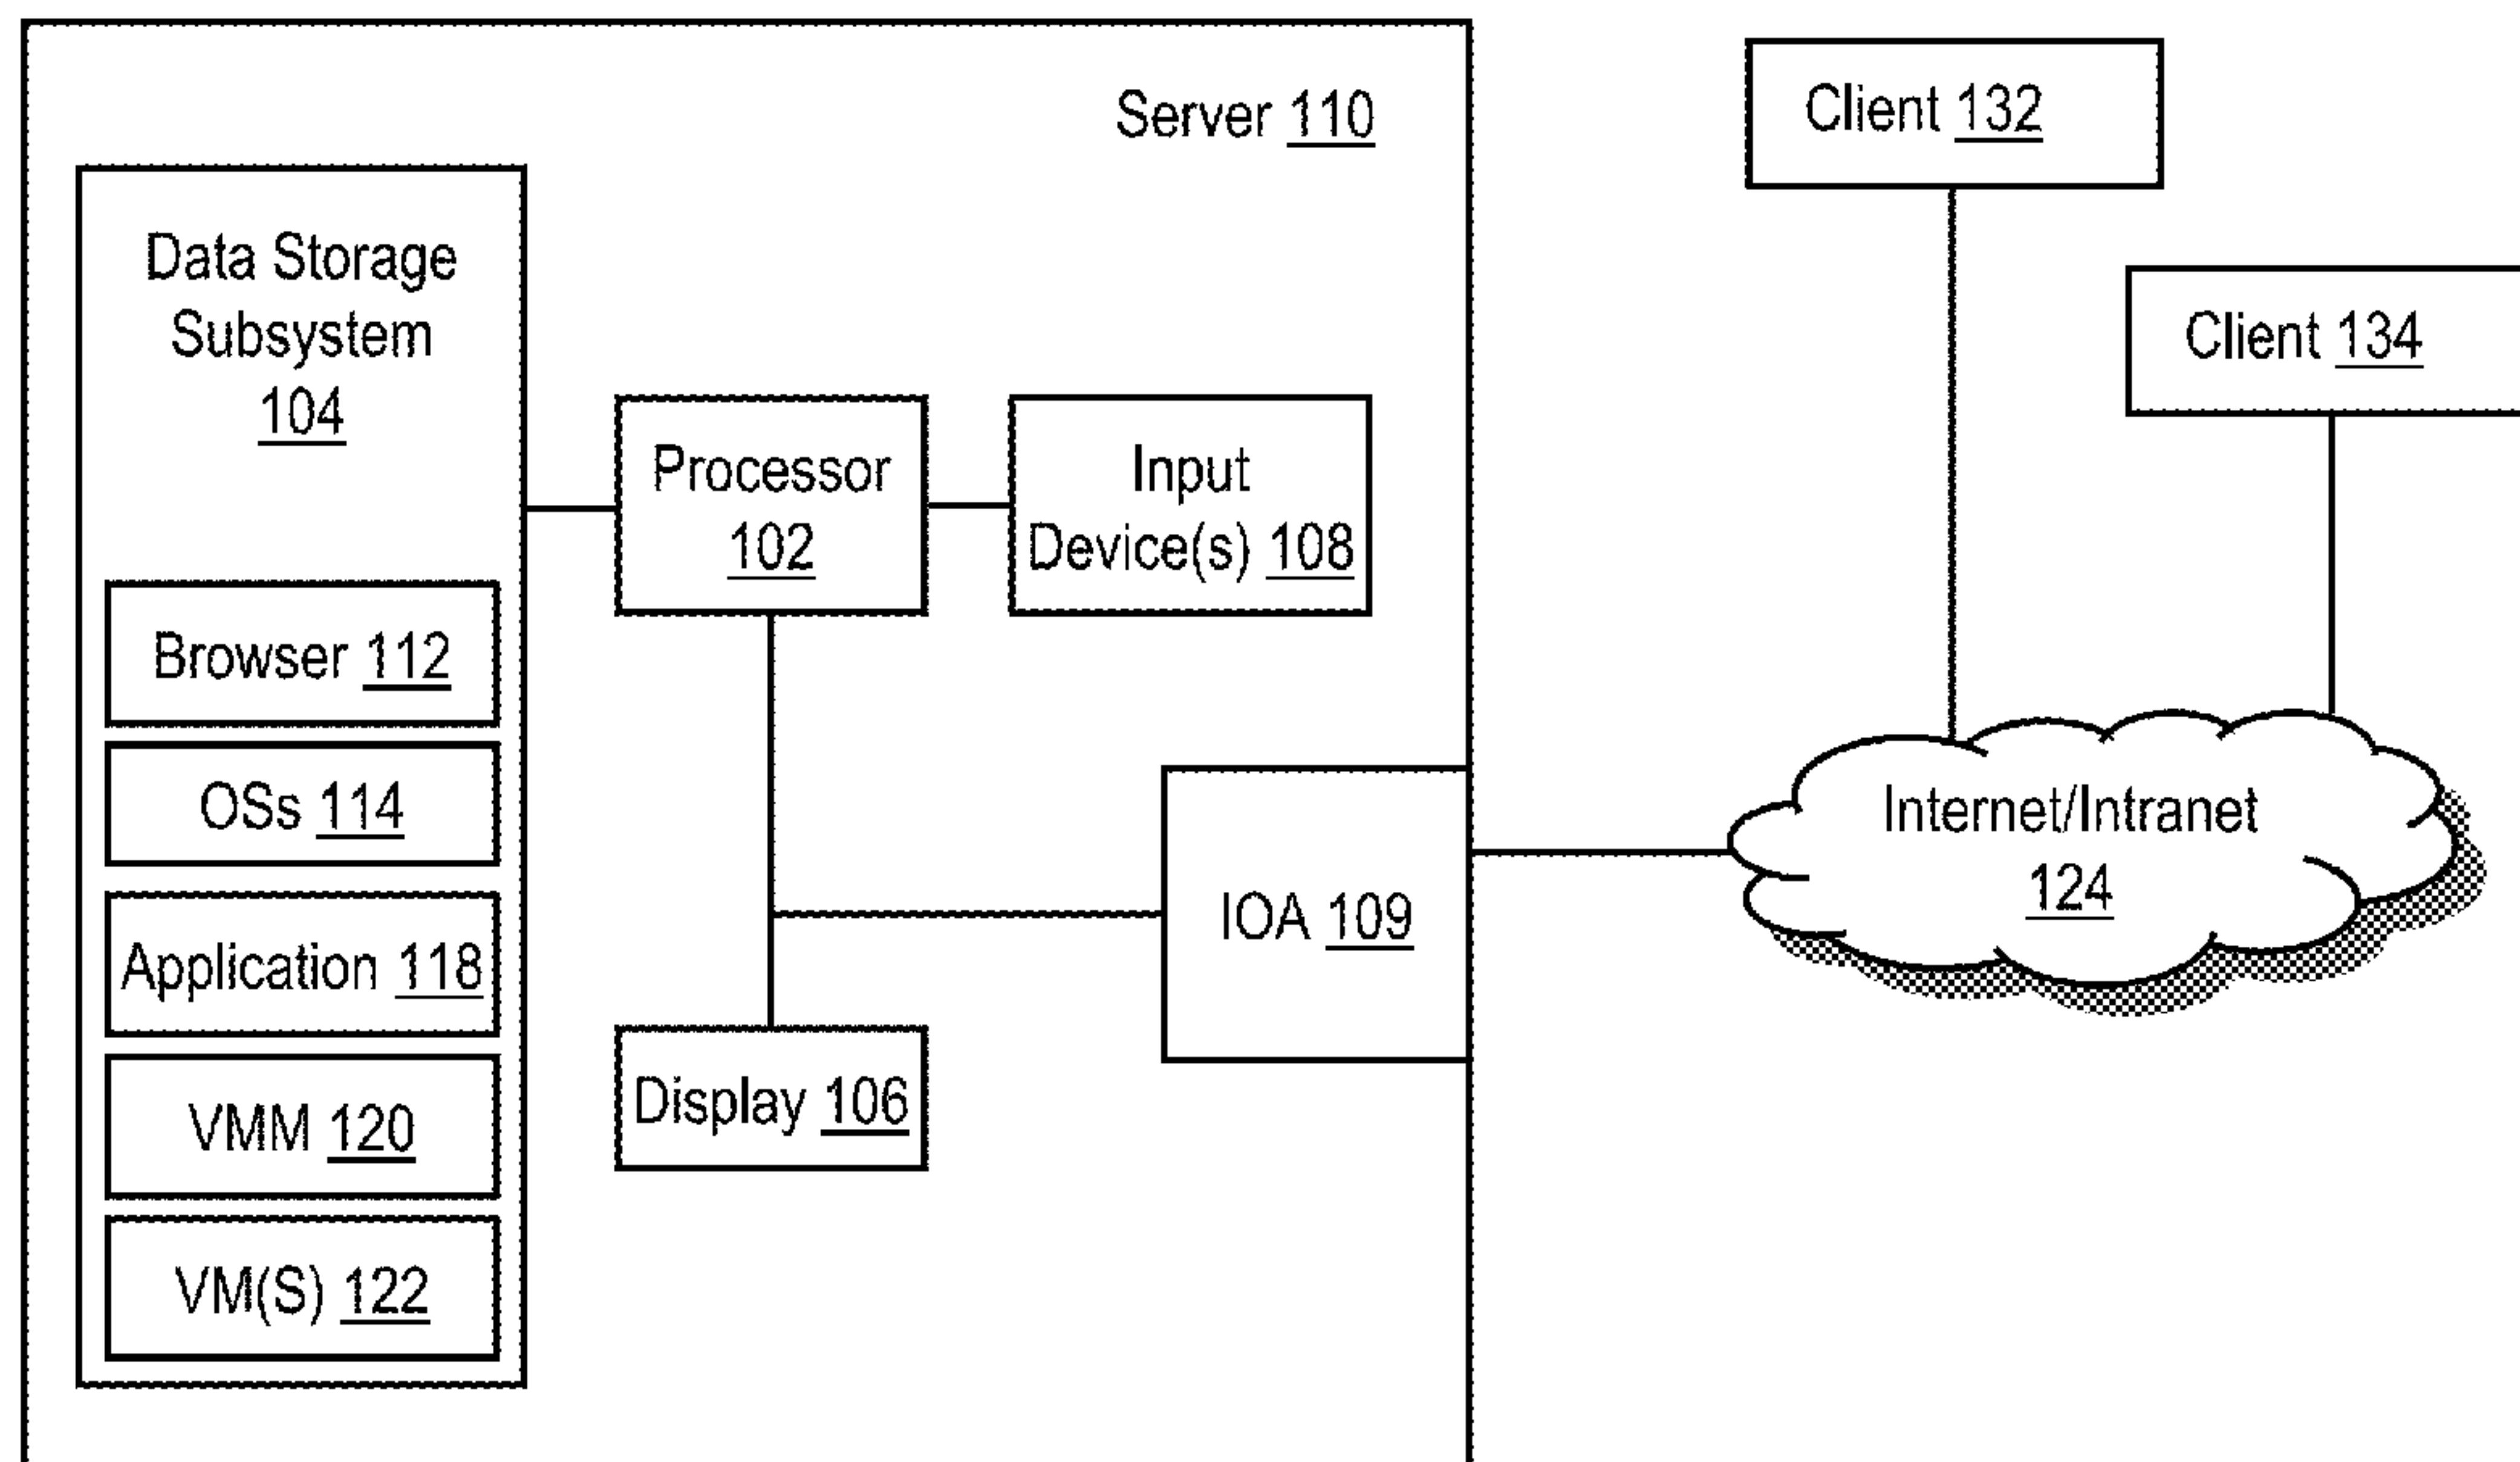 Server 110
Data Storage
Subsystem
104
Browser 112
OSs 114
Application 118
VMM 120
VM(S) 122
Processor
102
Input
Device(s) 108
IOA 109
Display 106
Client 132
Client 134
Internet/Intranet
124